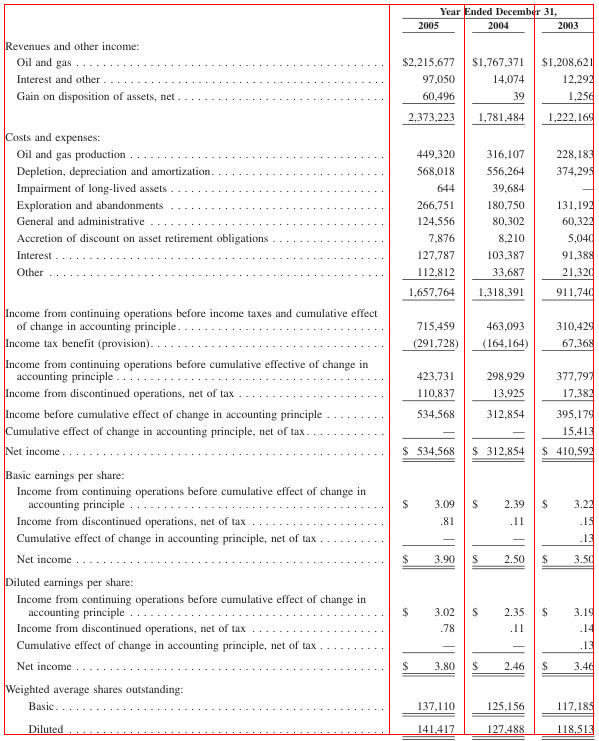 Year Ended December 31,
2005 2004 2003
Revenues and other income:
Oil and gas $2,215,677 $1,767,371 $1,208,621
Interest and other 97,050 14,074 12,292
Gain on disposition of assets, net 60,496 39 1,256
2,373,223 1,781,484 1,222,169
Costs and expenses:
Oil and gas production 449,320 316,107 228,183
Depletion, depreciation and amortization 568,018 556,264 374,295
Impairment of long-lived assets 644 39,684 —
Exploration and abandonments 266,751 180,750 131,192
General and administrative 124,556 80,302 60,322
Accretion of discount on asset retirement obligations 7,876 8,210 5,040
Interest 127,787 103,387 91,388
Other 112,812 33,687 21,320
1,657,764 1,318,391 911,740
Income from continuing operations before income taxes and cumulative effect
of change in accounting principle 715,459 463,093 310,429
Income tax benefit (provision) (291,728) (164,164) 67,368
Income from continuing operations before cumulative effective of change in
accounting principle 423,731 298,929 377,797
Income from discontinued operations, net of tax 110,837 13,925 17,382
Income before cumulative effect of change in accounting principle 534,568 312,854 395,179
Cumulative effect of change in accounting principle, net of tax — — 15,413
Net income $ 534,568 $ 312,854 $ 410,592
Basic earnings per share:
Income from continuing operations before cumulative effect of change in
accounting principle $ 3.09 $ 2.39 $ 3.22
Income from discontinued operations, net of tax .81 .11 .15
Cumulative effect of change in accounting principle, net of tax — — .13
Net income $ 3.90 $ 2.50 $ 3.50
Diluted earnings per share:
Income from continuing operations before cumulative effect of change in
accounting principle $ 3.02 $ 2.35 $ 3.19
Income from discontinued operations, net of tax .78 .11 .14
Cumulative effect of change in accounting principle, net of tax — — .13
Net income $ 3.80 $ 2.46 $ 3.46
Weighted average shares outstanding:
Basic 137,110 125,156 117,185
Diluted 141,417 127,488 118,513